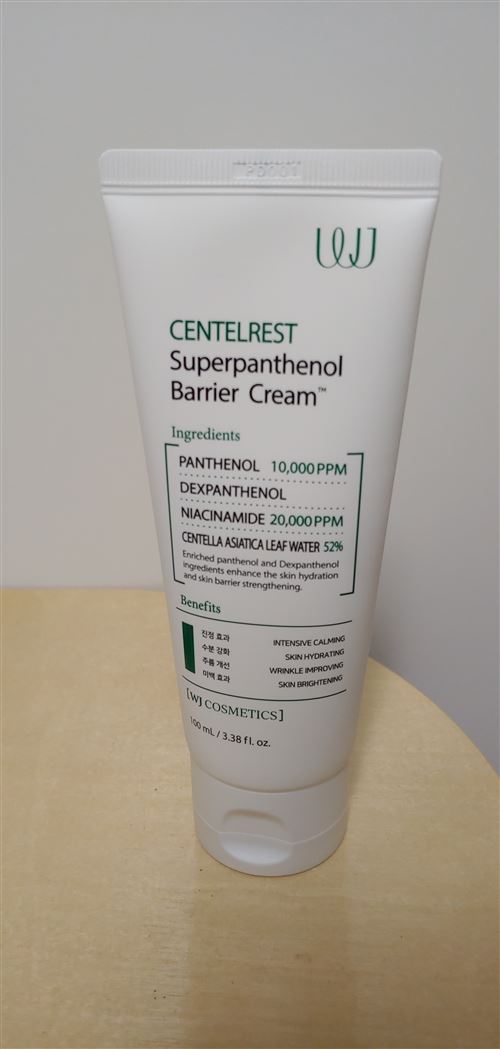 WJ
CENTELREST
Superpanthenol
Barrier Cream™
Ingredients
PANTHENOL 10,000 PPM
DEXPANTHENOL
NIACINAMIDE 20,000 PPM
CENTELLA ASIATICA LEAF WATER 52%
Enriched panthenol and Dexpanthenol
ingredients enhance the skin hydration
and skin barrier strengthening.
Benefits
진정 효과 INTENSIVE CALMING
수분 강화 SKIN HYDRATING
주름 개선 WRINKLE IMPROVING
미백 효과 SKIN BRIGHTENING
[WJ COSMETICS]
100 mL / 3.38 fl. oz.